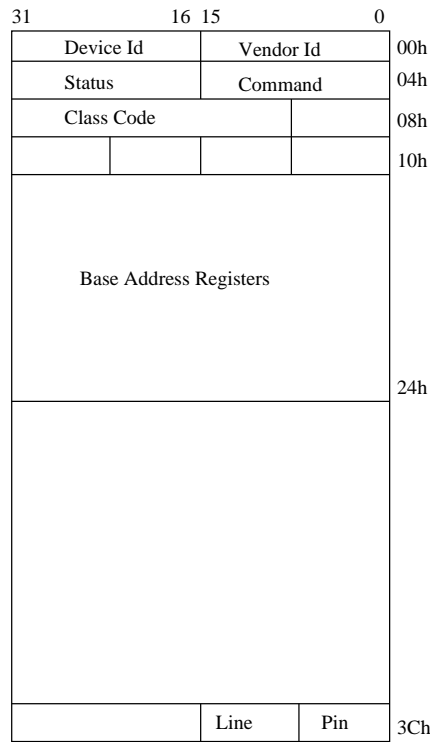 31 16 15 0
Device Id Vendor Id 00h
Status Command 04h
Class Code 08h
10h
Base Address Registers
24h
Line Pin 3Ch